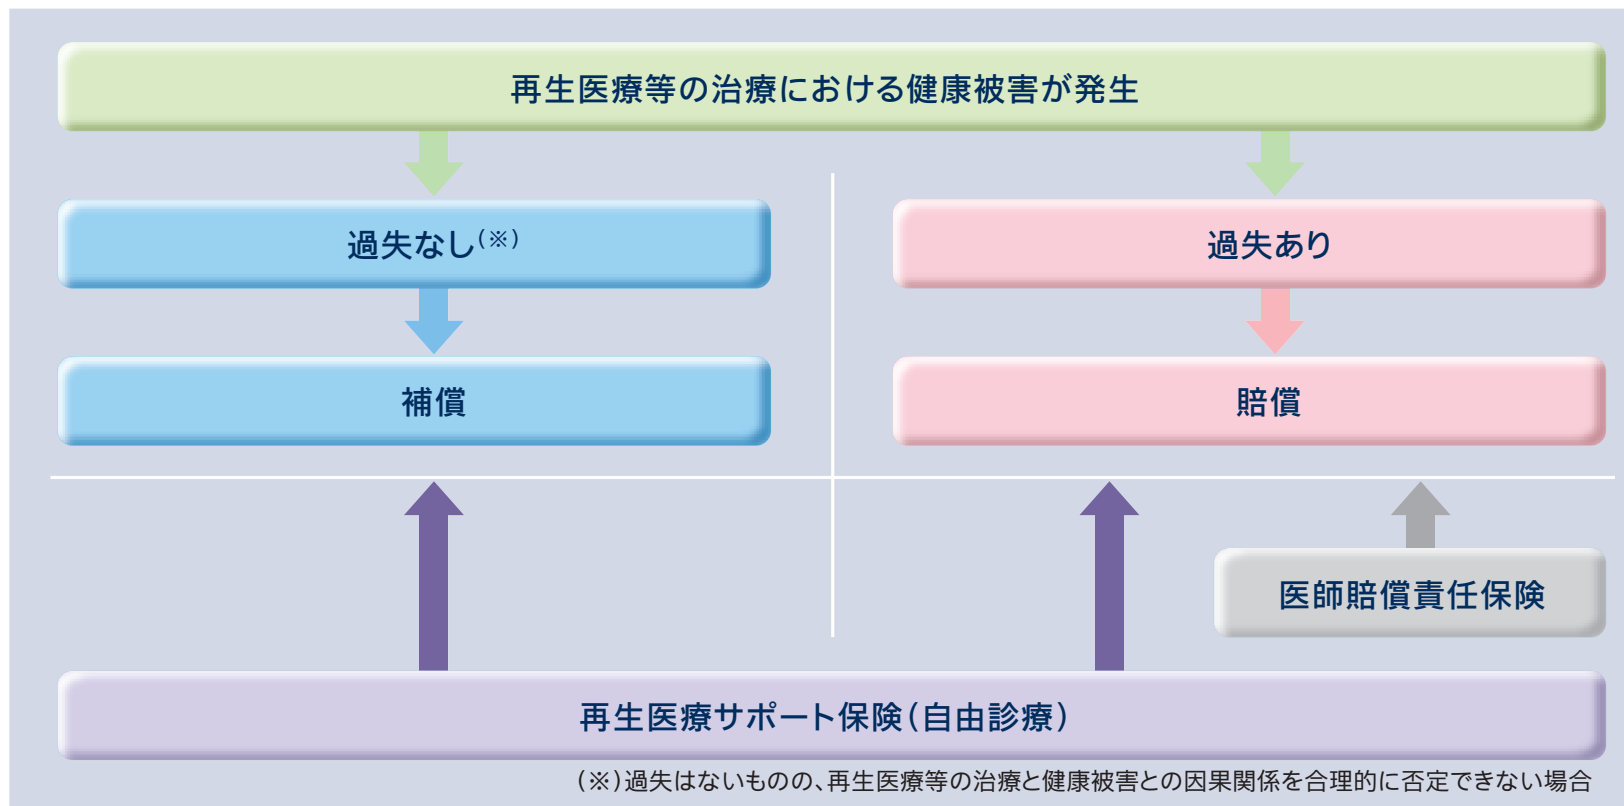 再生医療等の治療における健康被害が発生
過失なし(※)
過失あり
補償
賠償
医師賠償責任保険
再生医療サポート保険(自由診療)
(※)過失はないものの、再生医療等の治療と健康被害との因果関係を合理的に否定できない場合